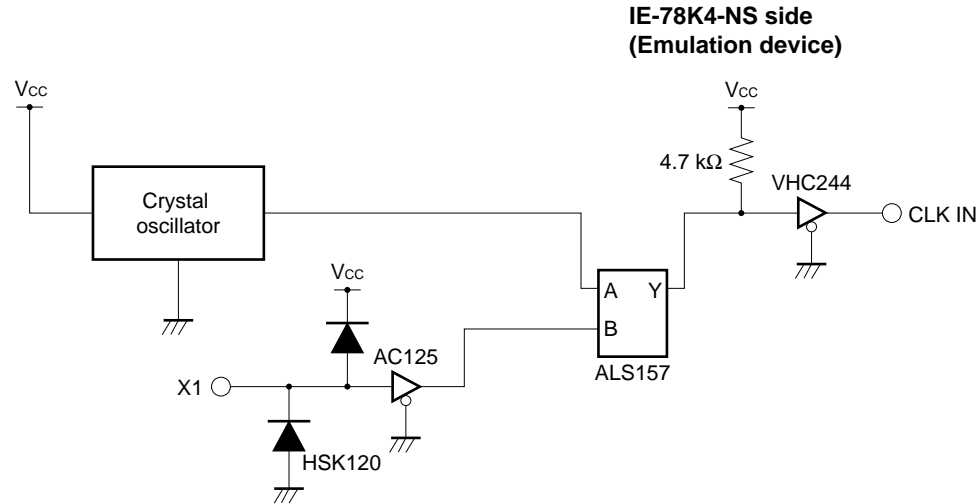 IE-78K4-NS side
(Emulation device)
VCC
VCC
4.7 kΩ
VHC244
Crystal
oscillator
CLK IN
VCC
A Y
B
AC125
ALS157
X1
HSK120